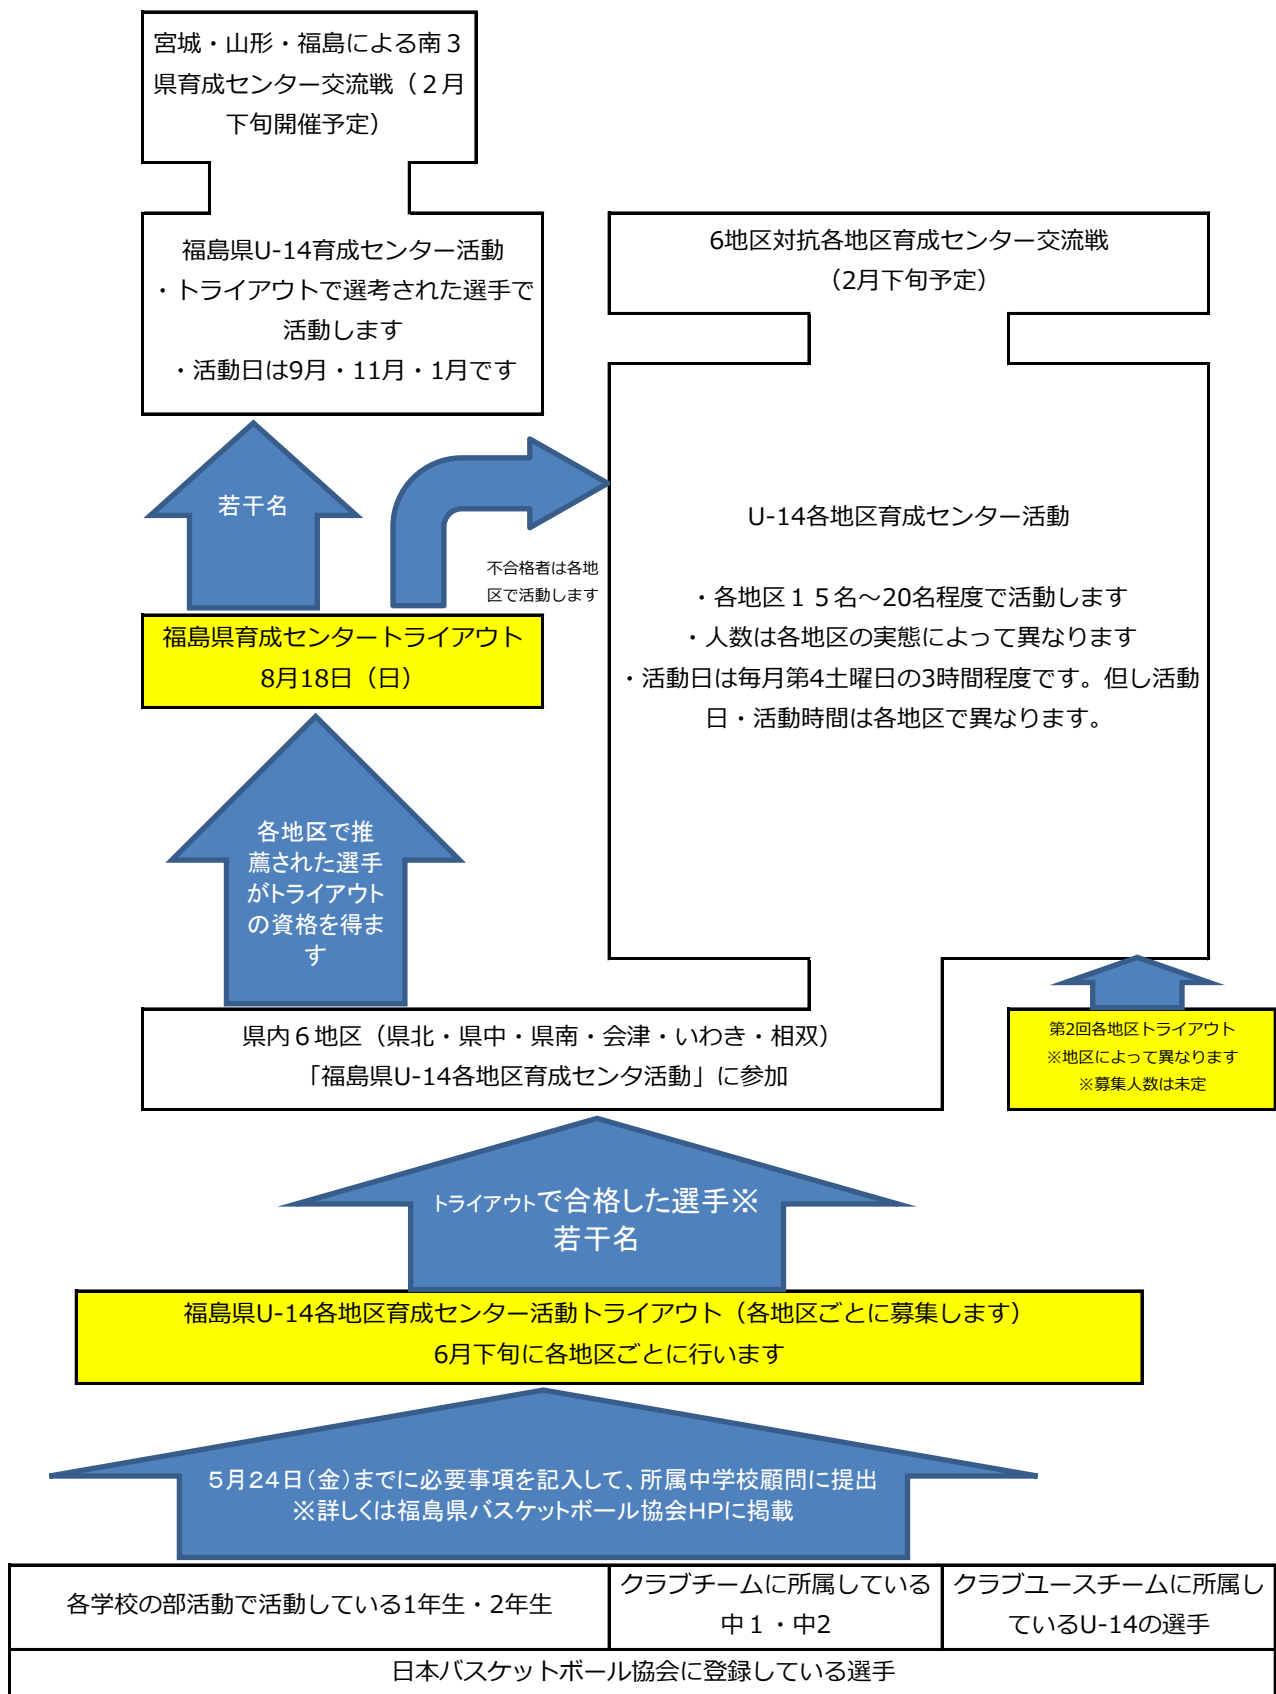 宮城・山形・福島による南３
県育成センター交流戦（２月
下旬開催予定）
福島県U-14育成センター活動
・トライアウトで選考された選手で
活動します
・活動日は9月・11月・1月です
6地区対抗各地区育成センター交流戦
（2月下旬予定）
若干名
不合格者は各地
区で活動します
U-14各地区育成センター活動
・各地区１５名～20名程度で活動します
・人数は各地区の実態によって異なります
・活動日は毎月第4土曜日の3時間程度です。但し活動
日・活動時間は各地区で異なります。
福島県育成センタートライアウト
8月18日（日）
各地区で推
薦された選手
がトライアウト
の資格を得ま
す
県内６地区（県北・県中・県南・会津・いわき・相双）
「福島県U-14各地区育成センタ活動」に参加
第2回各地区トライアウト
※地区によって異なります
※募集人数は未定
トライアウトで合格した選手※
若干名
福島県U-14各地区育成センター活動トライアウト（各地区ごとに募集します）
6月下旬に各地区ごとに行います
５月２４日（金）までに必要事項を記入して、所属中学校顧問に提出
※詳しくは福島県バスケットボール協会ＨＰに掲載
各学校の部活動で活動している1年生・2年生
クラブチームに所属している
中１・中2
クラブユースチームに所属し
ているU-14の選手
日本バスケットボール協会に登録している選手